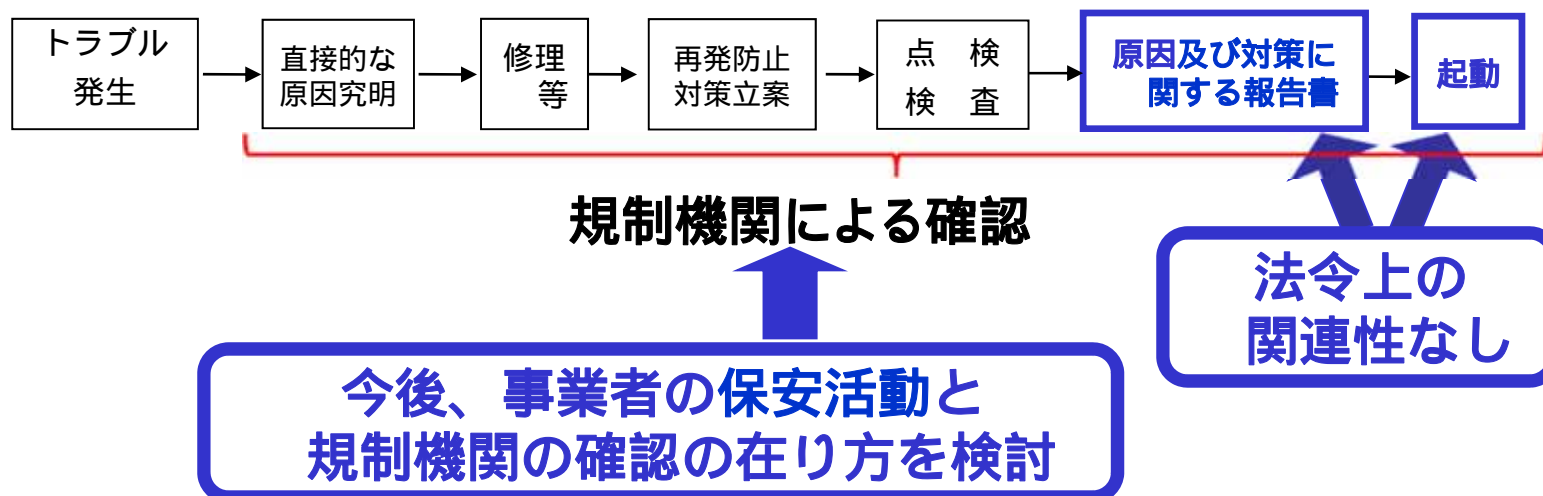 トラブル
発生
直接的な
原因究明
修理
等
再発防止
対策立案
点 検
検 査
原因及び対策に
関する報告書
起動
規制機関による確認
法令上の
関連性なし
今後、事業者の保安活動と
規制機関の確認の在り方を検討